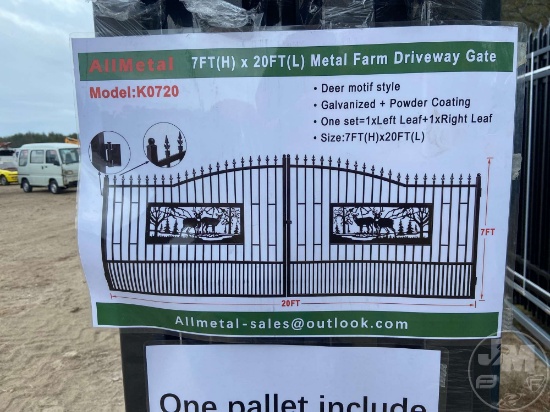 AllMetal 7FT(H) x 20FT(L) Metal Farm Driveway Gate
Model:K0720
• Deer motif style
• Galvanized + Powder Coating
• One set=1xLeft Leaf+1xRight Leaf
• Size:7FT(H)x20FT(L)
7FT
20FT
Allmetal-sales@outlook.com
One pallet include